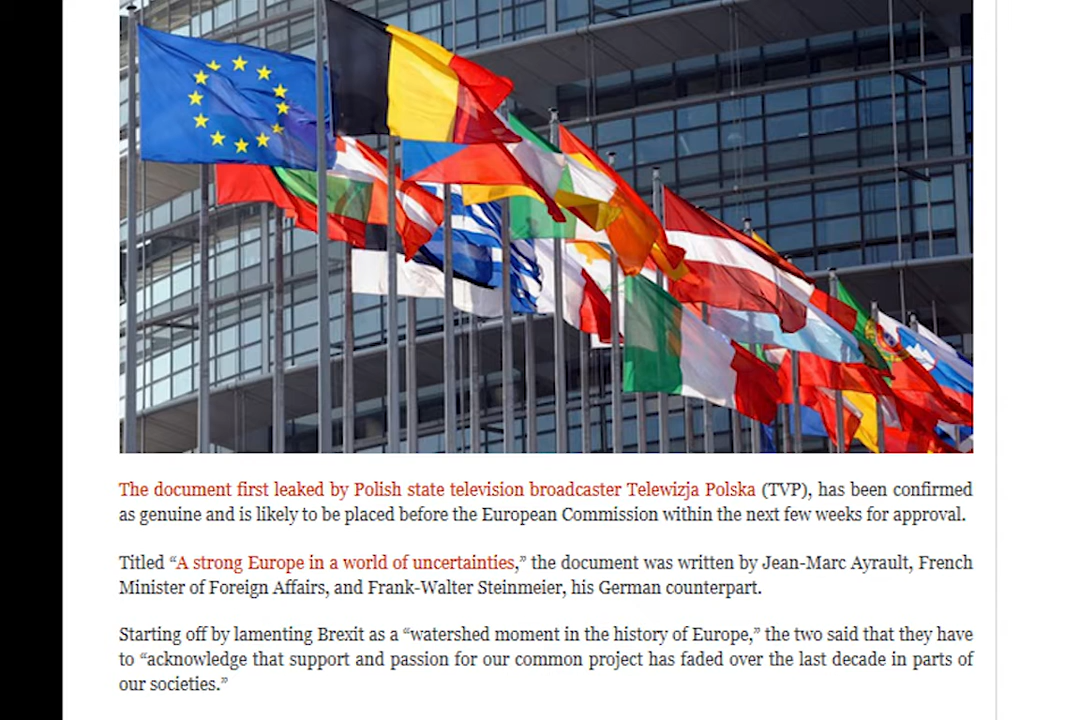 The document first leaked by Polish state television broadcaster Telewizja Polska (TVP), has been confirmed
as genuine and is likely to be placed before the European Commission within the next few weeks for approval.
Titled “A strong Europe in a world of uncertainties,” the document was written by Jean-Marc Ayrault, French
Minister of Foreign Affairs, and Frank-Walter Steinmeier, his German counterpart.
Starting off by lamenting Brexit as a “watershed moment in the history of Europe,” the two said that they have
to “acknowledge that support and passion for our common project has faded over the last decade in parts of
our societies.”